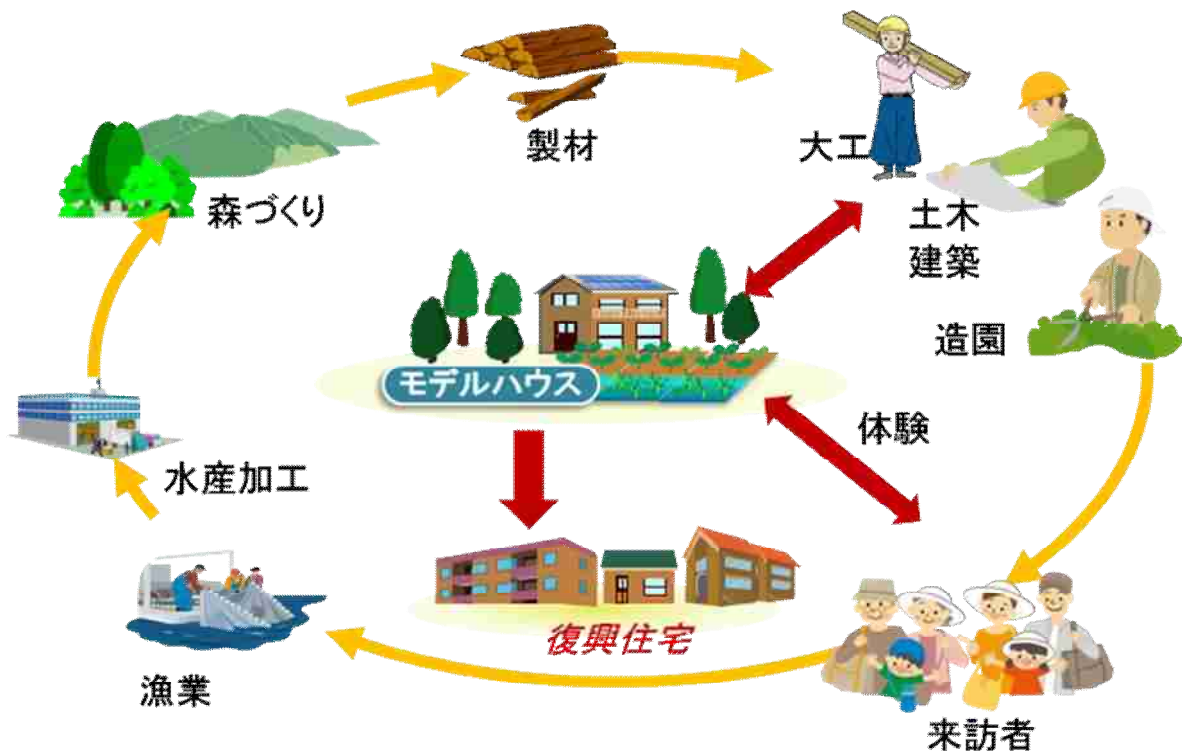 製材
大工
森づくり
土木
建築
造園
モデルハウス
体験
水産加工
復興住宅
漁業
来訪者